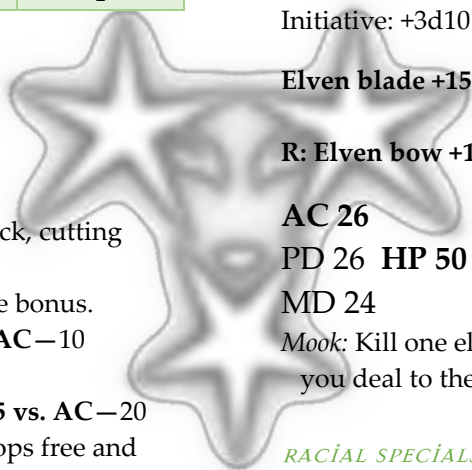 ck, cutting
e bonus.
AC—10
5 vs. AC—20
ops free and
Initiative: +3d10
Elven blade +15
R: Elven bow +1
AC 26
PD 26 HP 50
MD 24
Mook: Kill one el
you deal to the
RACIAL SPECIALS